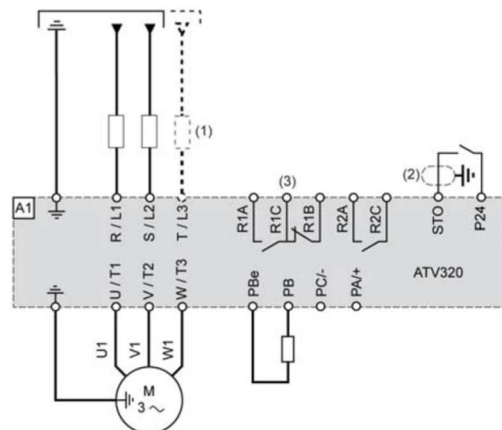 (1)
(2)
(3)
A1
R / L1
S / L2
T / L3
R1A
R1C
R1B
R2A
R2C
STO
P24
U / T1
V / T2
W / T3
PBe
PB
PC/-
PA/+
ATV320
U1
V1
W1
M
3 ~